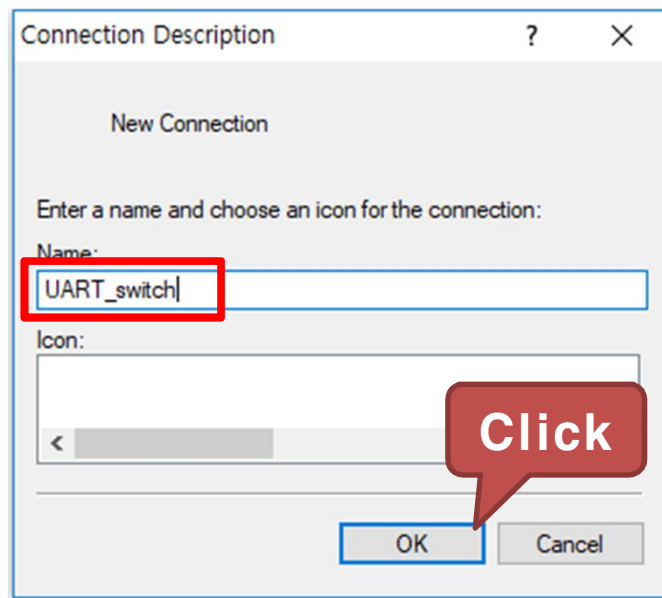 Connection Description
?
New Connection
Enter a name and choose an icon for the connection:
Name:
UART_switch
Icon:
Click
OK
Cancel